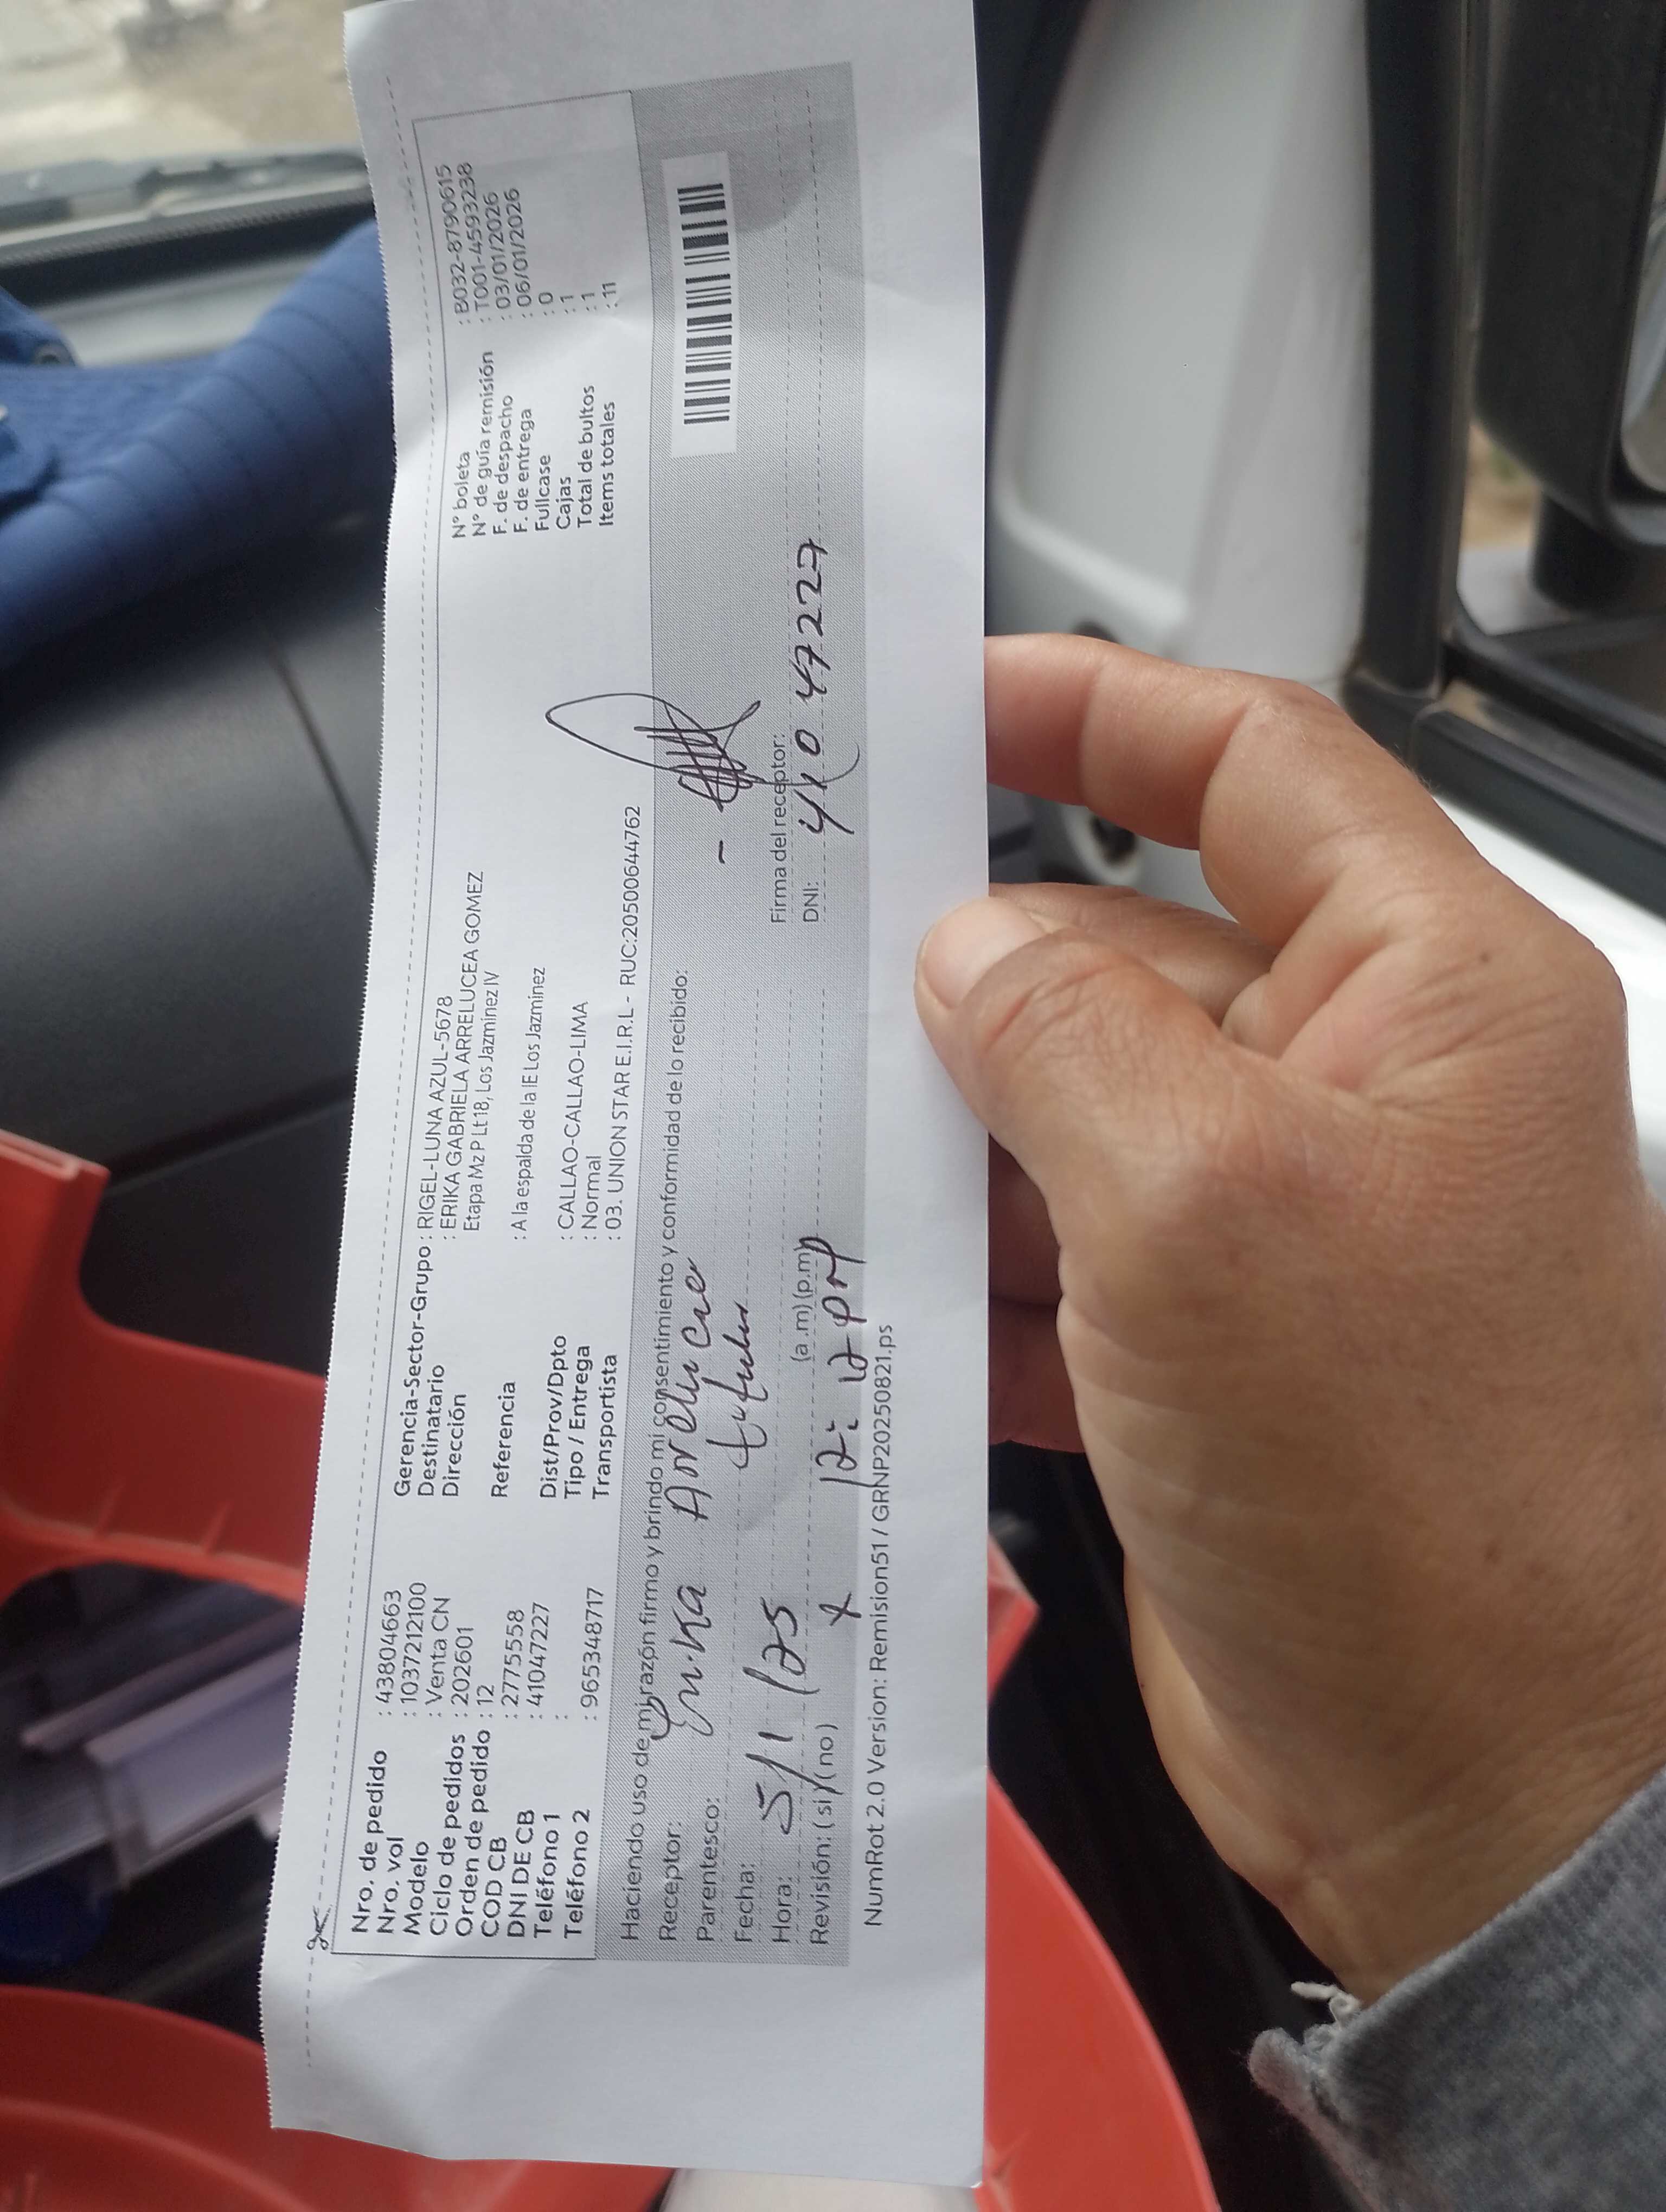 Nro. de pedido : 43804663
Nro. vol : 1037212100
Modelo : Venta CN
Ciclo de pedidos : 202601
Orden de pedido : 12
COD CB : 2775558
DNI DE CB : 41047227
Teléfono 1 :
Teléfono 2 : 965348717
Gerencia-Sector-Grupo : RIGEL-LUNA AZUL-5678
Destinatario : ERIKA GABRIELA ARRELUCEA GOMEZ
Dirección Etapa Mz P Lt 18, Los Jazminez IV
Referencia : A la espalda de la IE Los Jazminez
Dist/Prov/Dpto : CALLAO-CALLAO-LIMA
Tipo / Entrega : Normal
Transportista : 03. UNION STAR E.I.R.L - RUC:20500644762
N° boleta : B032-8790615
N° de guía remisión : T001-4593238
F. de despacho : 03/01/2026
F. de entrega : 06/01/2026
Fullcase : 0
Cajas : 1
Total de bultos : 1
Items totales : 11
Haciendo uso de mi razón firmo y brindo mi consentimiento y conformidad de lo recibido:
Receptor:
Parentesco:
Fecha: 5/1/25
Hora: (a.m) (p.m)
12:12 pm
Revisión: (si) (no) x
Firma del receptor:
DNI: 41047227
NumRot 2.0 Version: Remision51 / GRNP20250821.ps